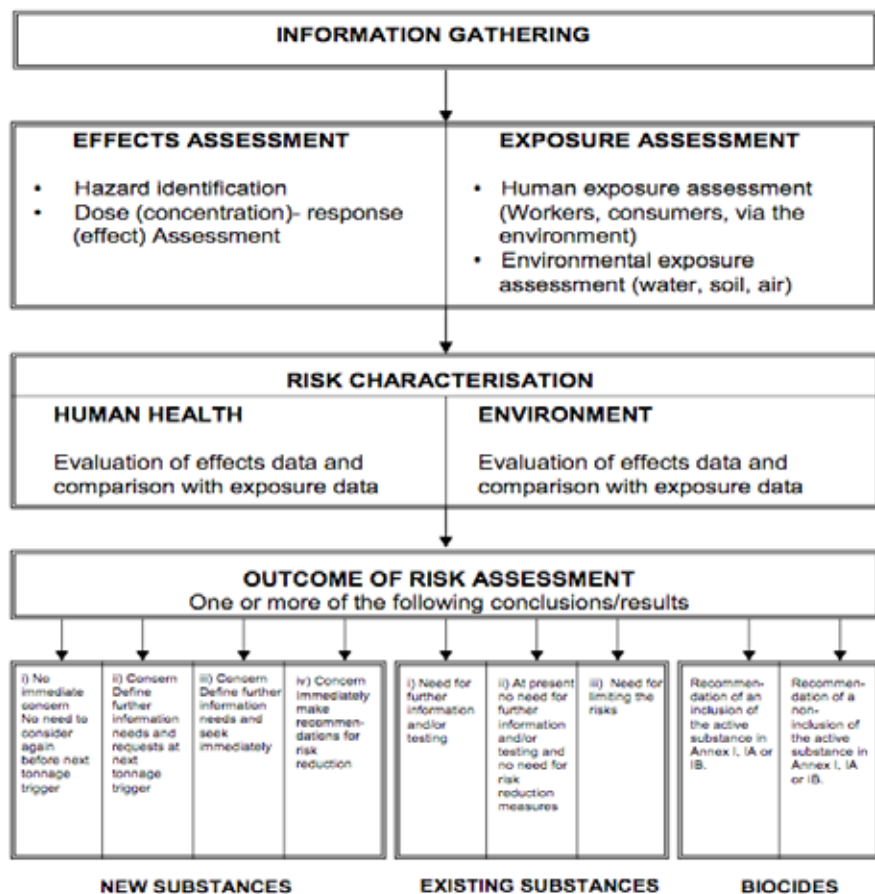 INFORMATION GATHERING
EFFECTS ASSESSMENT
• Hazard identification
• Dose (concentration)- response
(effect) Assessment
EXPOSURE ASSESSMENT
• Human exposure assessment
(Workers, consumers, via the
environment)
• Environmental exposure
assessment (water, soil, air)
RISK CHARACTERISATION
HUMAN HEALTH
Evaluation of effects data and
comparison with exposure data
ENVIRONMENT
Evaluation of effects data and
comparison with exposure data
OUTCOME OF RISK ASSESSMENT
One or more of the following conclusions/results
i) No
immediate
concern
No need to
consider
again
before next
tonnage
trigger
ii) Concern
Define
further
information
needs and
requests at
next
tonnage
trigger
iii) Concern
Define further
information
needs and
seek
immediately
iv) Concern
Immediately
make
recommen-
dations for
risk
reduction
i) Need for
further
information
and/or
testing
ii) At present
no need for
further
information
and/or
testing and
no need for
risk
reduction
measures
iii) Need for
limiting the
risks
Recommen-
dation of an
inclusion of
the active
substance in
Annex I, IA or
IB.
Recommen-
dation of a
non-
inclusion of
the active
substance in
Annex I, IA
or IB.
NEW SUBSTANCES
EXISTING SUBSTANCES
BIOCIDES